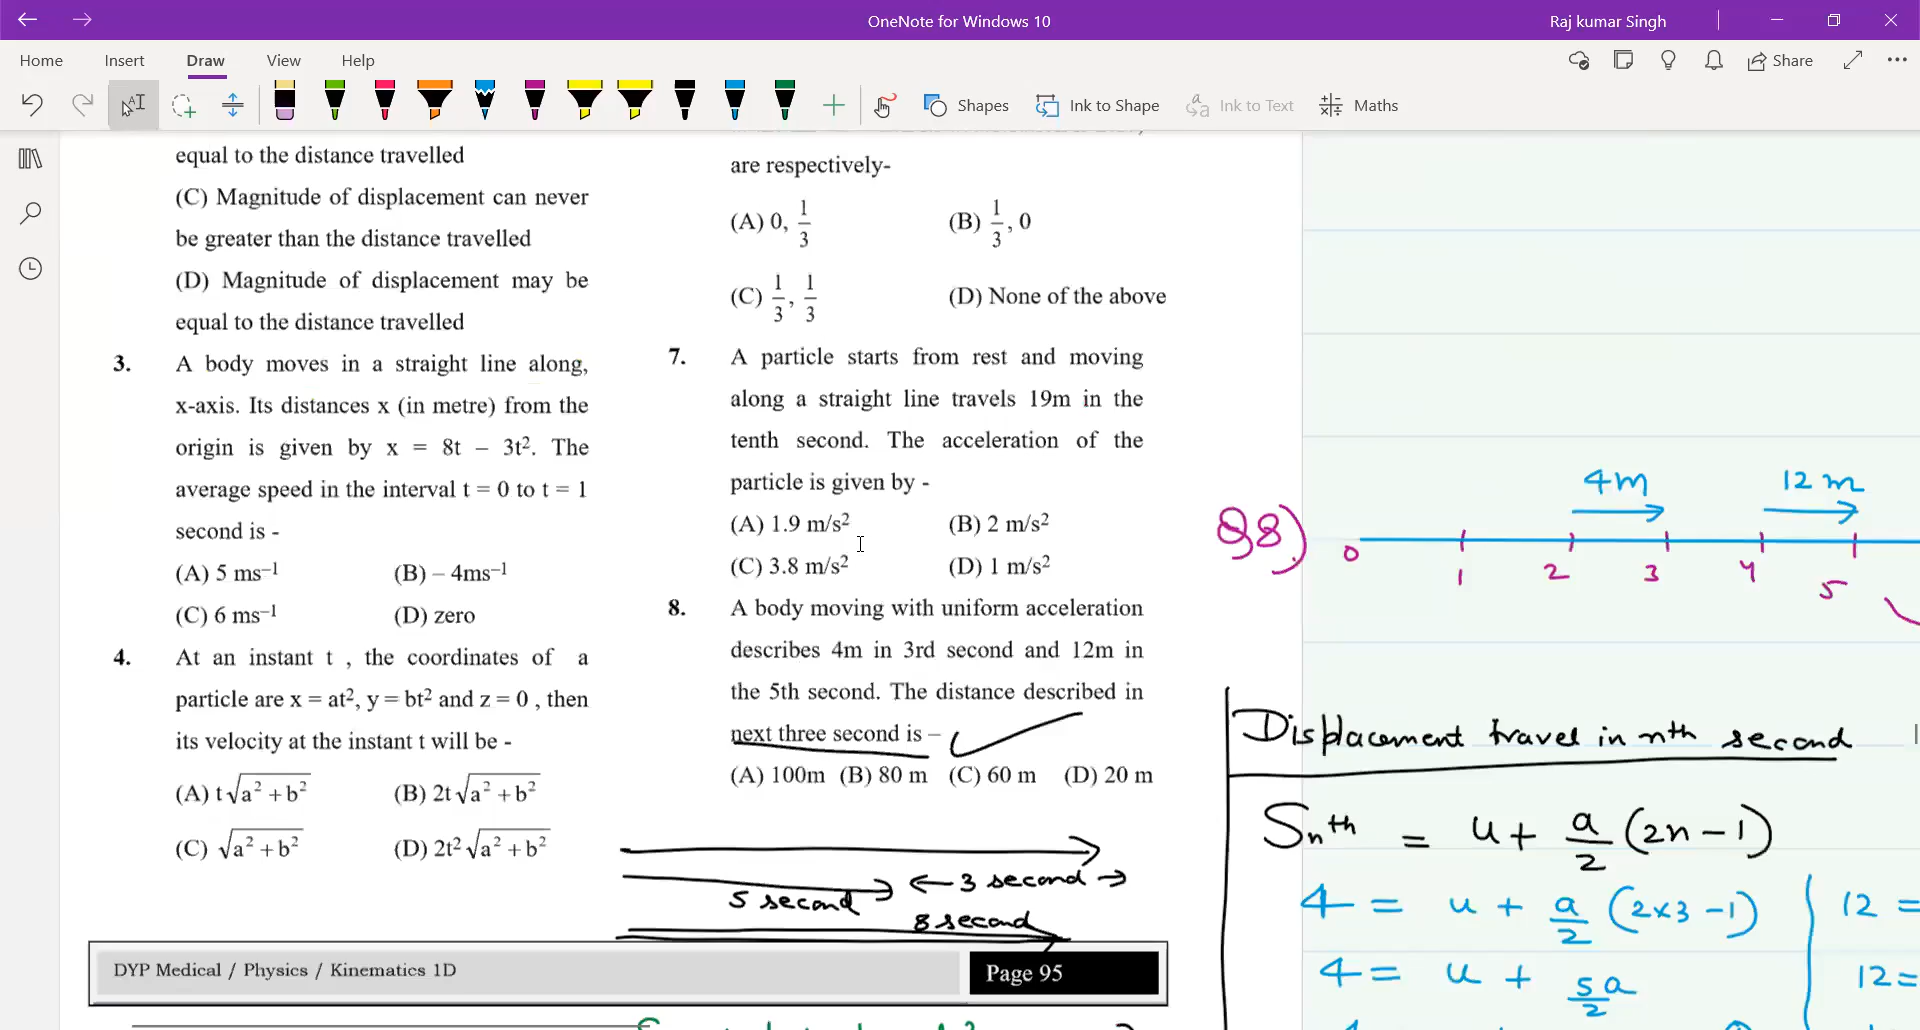 OneNote for Windows 10
Raj kumar Singh
Home Insert Draw View Help
Share
Shapes
Ink to Shape
Ink to Text
Maths
equal to the distance travelled
(C) Magnitude of displacement can never
be greater than the distance travelled
(D) Magnitude of displacement may be
equal to the distance travelled
3. A body moves in a straight line along,
x-axis. Its distances x (in metre) from the
origin is given by x = 8t – 3t². The
average speed in the interval t = 0 to t = 1
second is -
(A) 5 ms⁻¹ (B) – 4ms⁻¹
(C) 6 ms⁻¹ (D) zero
4. At an instant t , the coordinates of a
particle are x = at², y = bt² and z = 0 , then
its velocity at the instant t will be -
(A) t√(a² + b²) (B) 2t√(a² + b²)
(C) √(a² + b²) (D) 2t²√(a² + b²)
are respectively-
(A) 0, 1/3 (B) 1/3, 0
(C) 1/3, 1/3 (D) None of the above
7. A particle starts from rest and moving
along a straight line travels 19m in the
tenth second. The acceleration of the
particle is given by -
(A) 1.9 m/s² (B) 2 m/s²
(C) 3.8 m/s² (D) 1 m/s²
8. A body moving with uniform acceleration
describes 4m in 3rd second and 12m in
the 5th second. The distance described in
next three second is –
(A) 100m (B) 80 m (C) 60 m (D) 20 m
5 second
3 second
8 second
DYP Medical / Physics / Kinematics 1D
Page 95
Q8)
4m 12m
0 1 2 3 4 5
Displacement travel in nth second
Snth = u + a/2 (2n – 1)
4 = u + a/2 (2×3 – 1)
12 =
4 = u + 5a/2
12 =